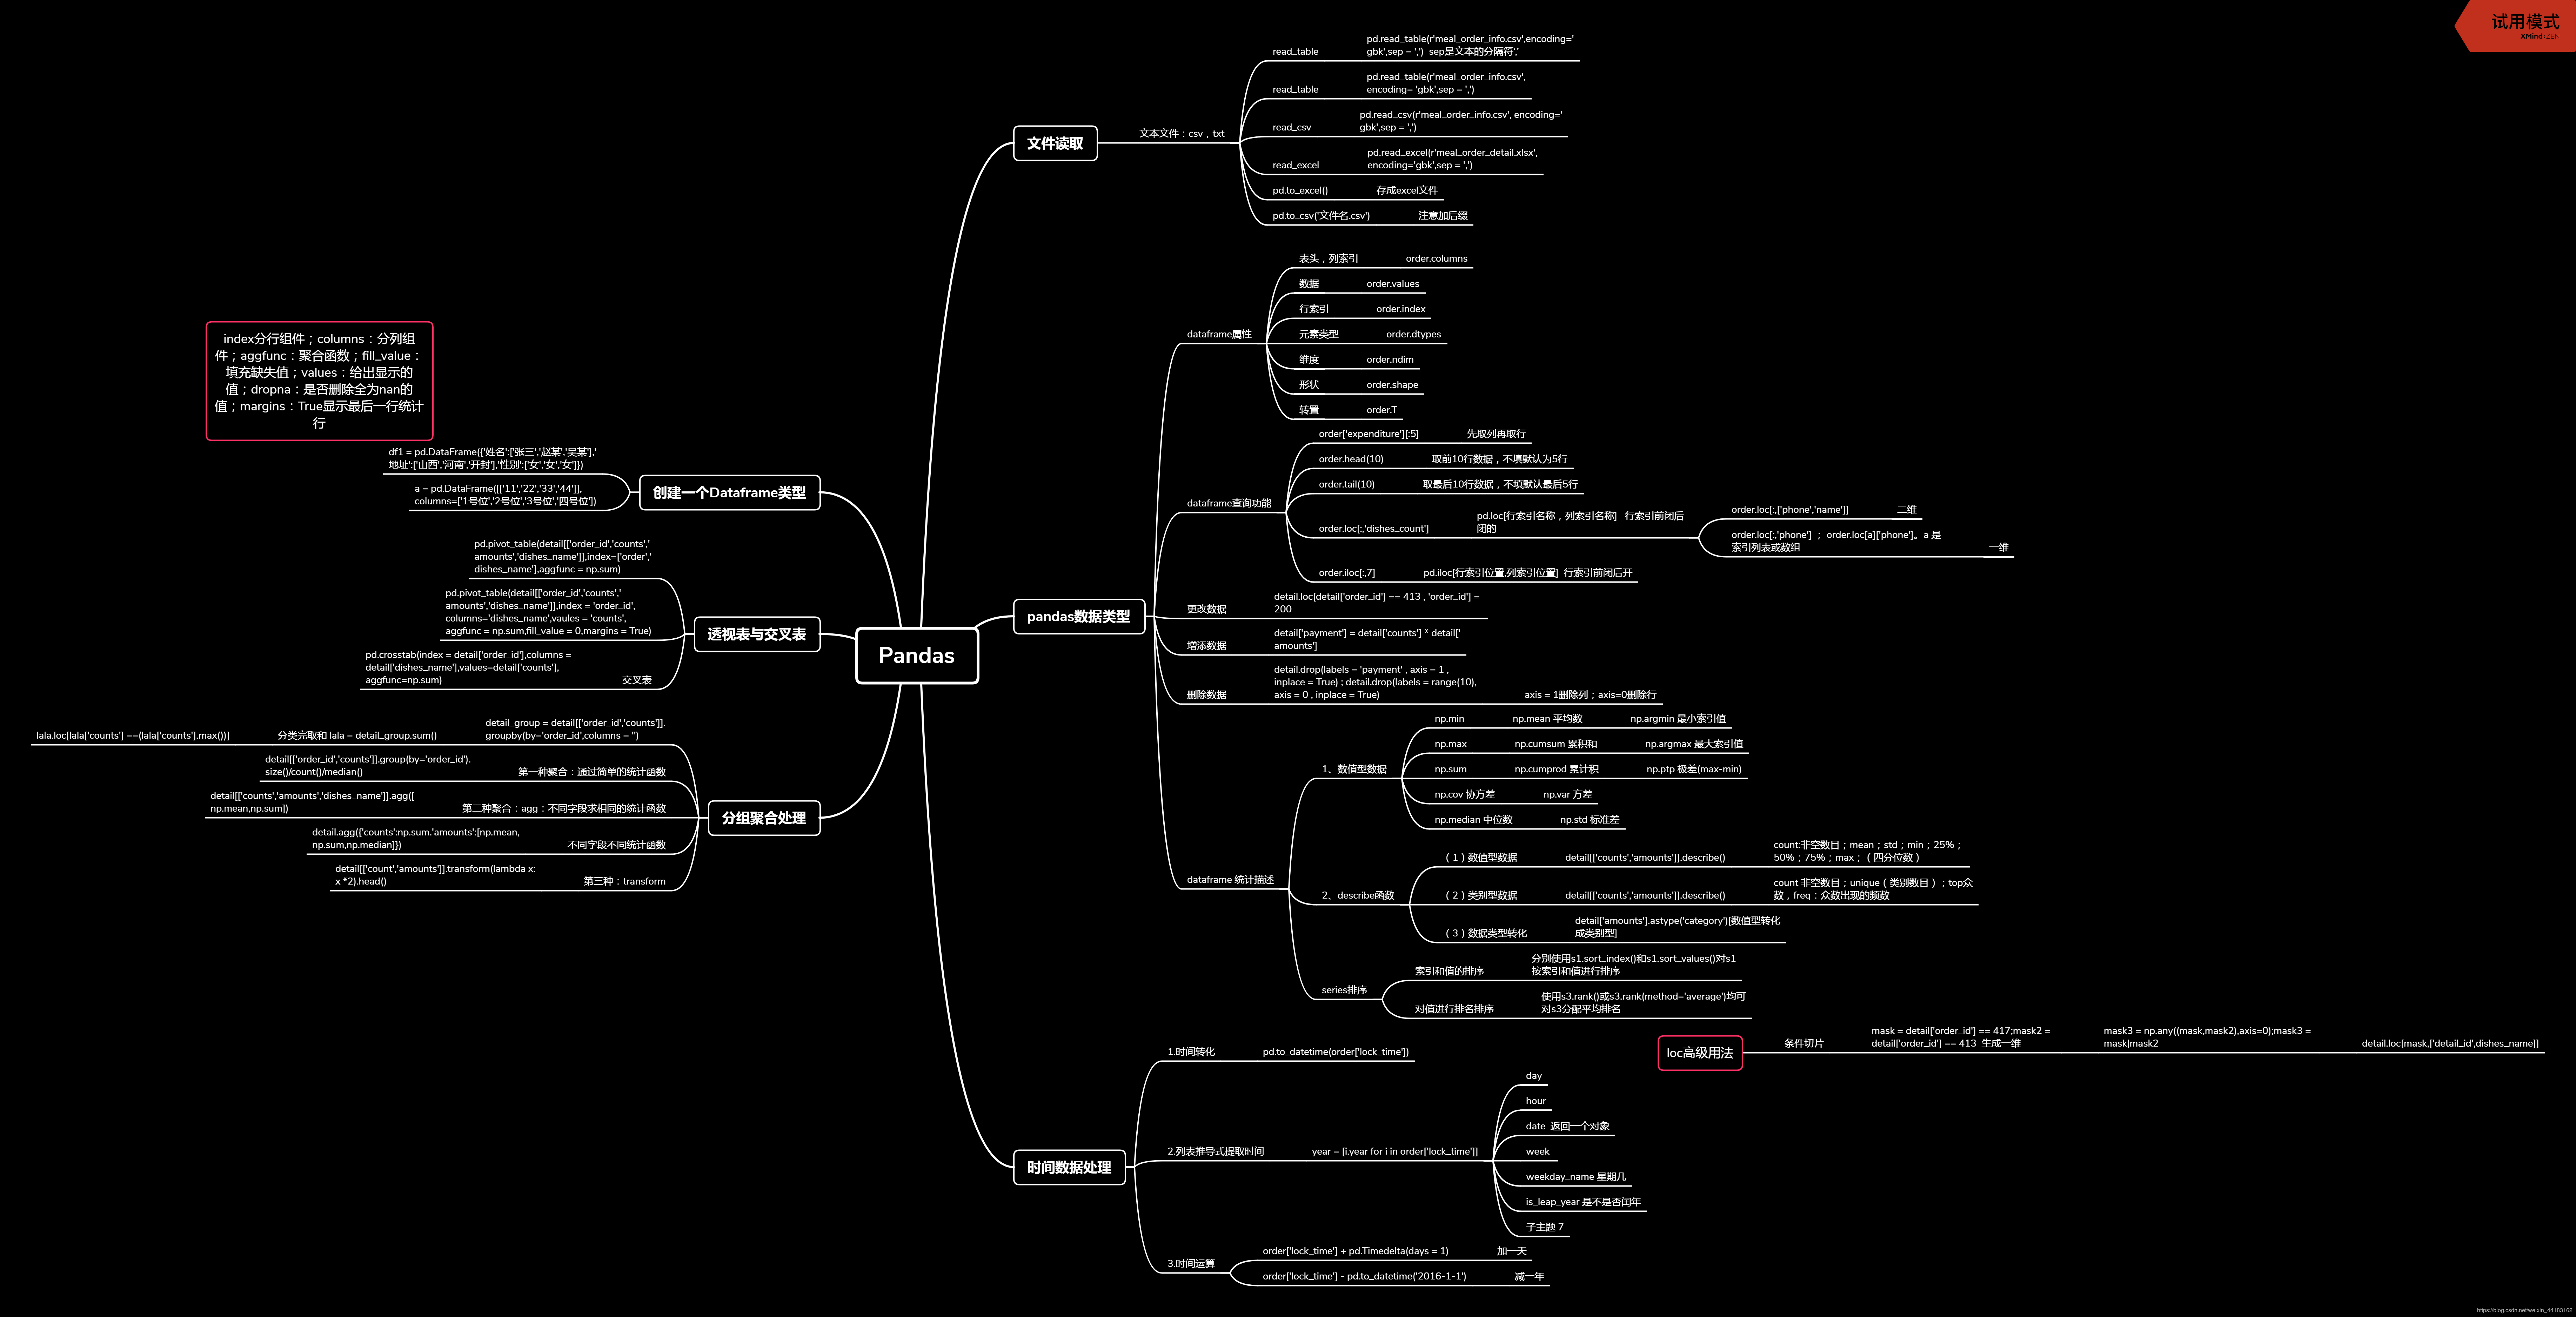 试用模式
XMind:ZEN
Pandas
文件读取
文本文件：csv，txt
read_table
pd.read_table(r'meal_order_info.csv',encoding='
gbk',sep = ',') sep是文本的分隔符','
read_table
pd.read_table(r'meal_order_info.csv',
encoding= 'gbk',sep = ',')
read_csv
pd.read_csv(r'meal_order_info.csv', encoding='
gbk',sep = ',')
read_excel
pd.read_excel(r'meal_order_detail.xlsx',
encoding='gbk',sep = ',')
pd.to_excel()
存成excel文件
pd.to_csv('文件名.csv')
注意加后缀
pandas数据类型
dataframe属性
表头，列索引
order.columns
数据
order.values
行索引
order.index
元素类型
order.dtypes
维度
order.ndim
形状
order.shape
转置
order.T
dataframe查询功能
order['expenditure'][:5]
先取列再取行
order.head(10)
取前10行数据，不填默认为5行
order.tail(10)
取最后10行数据，不填默认最后5行
order.loc[:,'dishes_count']
pd.loc[行索引名称，列索引名称] 行索引前闭后
闭的
order.loc[:,['phone','name']]
二维
order.loc[:,'phone'] ； order.loc[a]['phone']。a 是
索引列表或数组
一维
order.iloc[:,7]
pd.iloc[行索引位置,列索引位置] 行索引前闭后开
更改数据
detail.loc[detail['order_id'] == 413 , 'order_id'] =
200
增添数据
detail['payment'] = detail['counts'] * detail['
amounts']
删除数据
detail.drop(labels = 'payment' , axis = 1 ,
inplace = True) ; detail.drop(labels = range(10),
axis = 0 , inplace = True)
axis = 1删除列；axis=0删除行
dataframe 统计描述
1、数值型数据
np.min
np.mean 平均数
np.argmin 最小索引值
np.max
np.cumsum 累积和
np.argmax 最大索引值
np.sum
np.cumprod 累计积
np.ptp 极差(max-min)
np.cov 协方差
np.var 方差
np.median 中位数
np.std 标准差
2、describe函数
（1）数值型数据
detail[['counts','amounts']].describe()
count:非空数目；mean；std；min；25%；
50%；75%；max；（四分位数）
（2）类别型数据
detail[['counts','amounts']].describe()
count 非空数目；unique（类别数目）；top众
数，freq：众数出现的频数
（3）数据类型转化
detail['amounts'].astype('category')[数值型转化
成类别型]
series排序
索引和值的排序
分别使用s1.sort_index()和s1.sort_values()对s1
按索引和值进行排序
对值进行排名排序
使用s3.rank()或s3.rank(method='average')均可
对s3分配平均排名
时间数据处理
1.时间转化
pd.to_datetime(order['lock_time'])
2.列表推导式提取时间
year = [i.year for i in order['lock_time']]
day
hour
date 返回一个对象
week
weekday_name 星期几
is_leap_year 是不是否闰年
子主题 7
3.时间运算
order['lock_time'] + pd.Timedelta(days = 1)
加一天
order['lock_time'] - pd.to_datetime('2016-1-1')
减一年
loc高级用法
条件切片
mask = detail['order_id'] == 417;mask2 =
detail['order_id'] == 413 生成一维
mask3 = np.any((mask,mask2),axis=0);mask3 =
mask|mask2
detail.loc[mask,['detail_id',dishes_name]]
index分行组件；columns：分列组
件；aggfunc：聚合函数；fill_value：
填充缺失值；values：给出显示的
值；dropna：是否删除全为nan的
值；margins：True显示最后一行统计
行
创建一个Dataframe类型
df1 = pd.DataFrame({'姓名':['张三','赵某','吴某'],'
地址':['山西','河南','开封'],'性别':['女','女','女']})
a = pd.DataFrame([['11','22','33','44']],
columns=['1号位','2号位','3号位','四号位'])
透视表与交叉表
pd.pivot_table(detail[['order_id','counts','
amounts','dishes_name']],index=['order','
dishes_name'],aggfunc = np.sum)
pd.pivot_table(detail[['order_id','counts','
amounts','dishes_name']],index = 'order_id',
columns='dishes_name',vaules = 'counts',
aggfunc = np.sum,fill_value = 0,margins = True)
pd.crosstab(index = detail['order_id'],columns =
detail['dishes_name'],values=detail['counts'],
aggfunc=np.sum)
交叉表
分组聚合处理
detail_group = detail[['order_id','counts'].
groupby(by='order_id',columns = '')
分类完取和 lala = detail_group.sum()
lala.loc[lala['counts'] ==(lala['counts'].max())]
第一种聚合：通过简单的统计函数
detail[['order_id','counts']].group(by='order_id').
size()/count()/median()
第二种聚合：agg：不同字段求相同的统计函数
detail[['counts','amounts','dishes_name']].agg([
np.mean,np.sum])
不同字段不同统计函数
detail.agg({'counts':np.sum.'amounts':[np.mean,
np.sum,np.median]})
第三种：transform
detail[['count','amounts']].transform(lambda x:
x *2).head()
https://blog.csdn.net/weixin_44183162